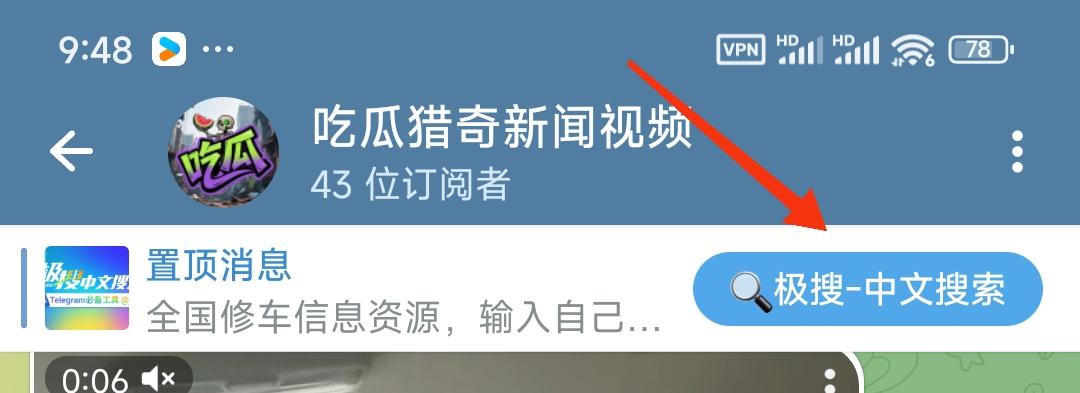 9:48
VPN HD HD 6 78
吃瓜
吃瓜猎奇新闻视频
43 位订阅者
极搜中文搜
Telegram必备工具@
置顶消息
全国修车信息资源，输入自己...
极搜-中文搜索
0:06